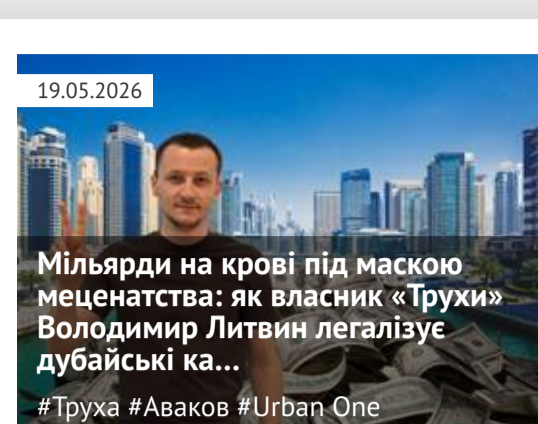 19.05.2026
Мільярди на крові під маскою
меценатства: як власник «Трухи»
Володимир Литвин легалізує
дубайські ка...
#Труха #Аваков #Urban One